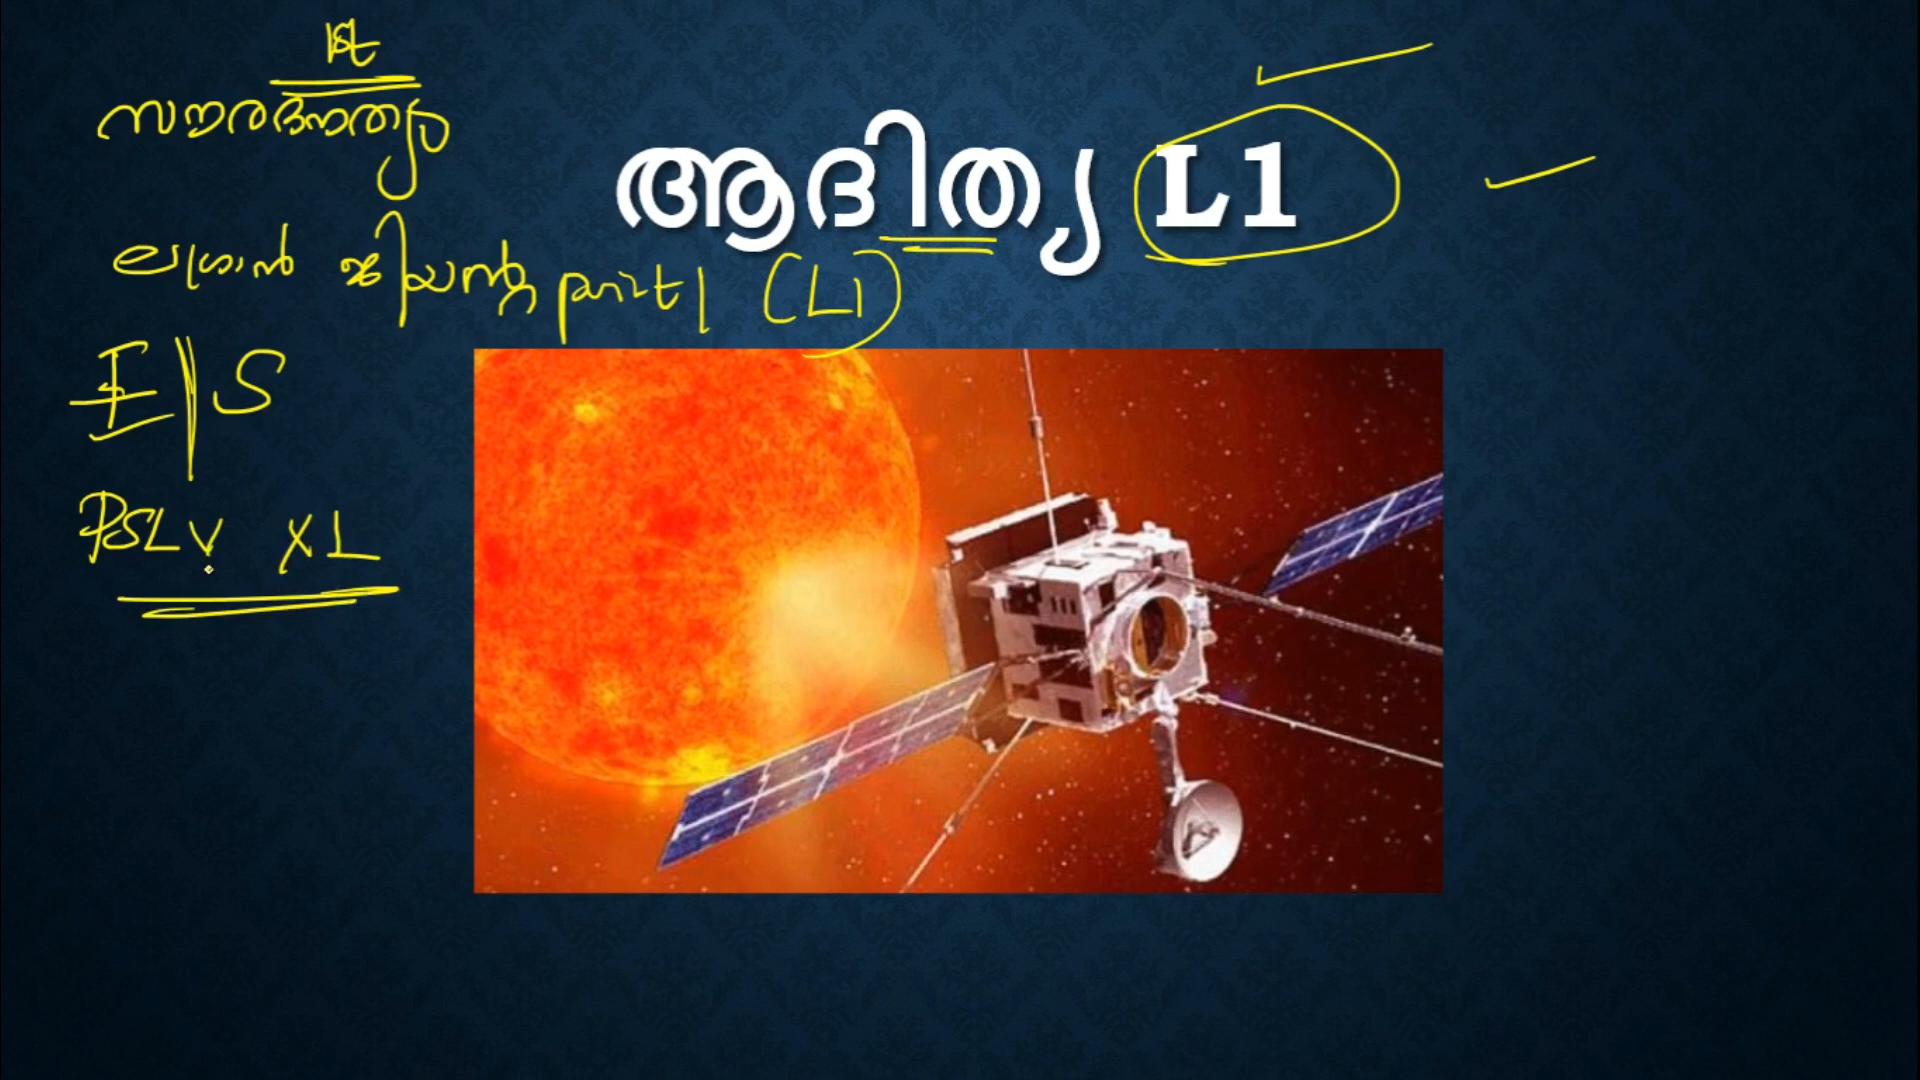 1st
സൗരദൗത്യം
ആദിത്യ L1
ലഗ്രാൻ ജിയൻ point 1 (L1)
E | S
PSLV XL